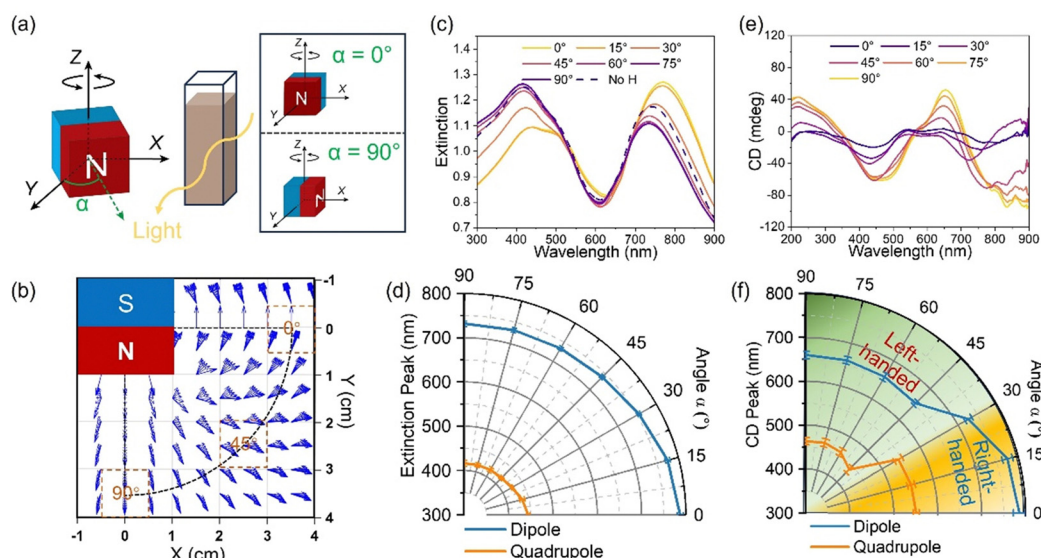 (a)
Z
N
X
Y
α
Light
α = 0°
Z
N
X
Y
α = 90°
Z
N
X
Y
(b)
S
N
0°
45°
90°
-1
0
1
2
3
4
Y (cm)
-1 0 1 2 3 4
X (cm)
(c)
1.4
1.3
1.2
1.1
1.0
0.9
0.8
0.7
Extinction
0° 15° 30°
45° 60° 75°
90° No H
300 400 500 600 700 800 900
Wavelength (nm)
(d)
90
75
60
45
30
15
0
Angle α (°)
800
700
600
500
400
300
Extinction Peak (nm)
Dipole
Quadrupole
(e)
120
80
40
0
-40
-80
-120
CD (mdeg)
0° 15° 30°
45° 60° 75°
90°
200 300 400 500 600 700 800 900
Wavelength (nm)
(f)
90
75
60
45
30
15
0
Angle α (°)
800
700
600
500
400
300
CD Peak (nm)
Left-
handed
Right-
handed
Dipole
Quadrupole